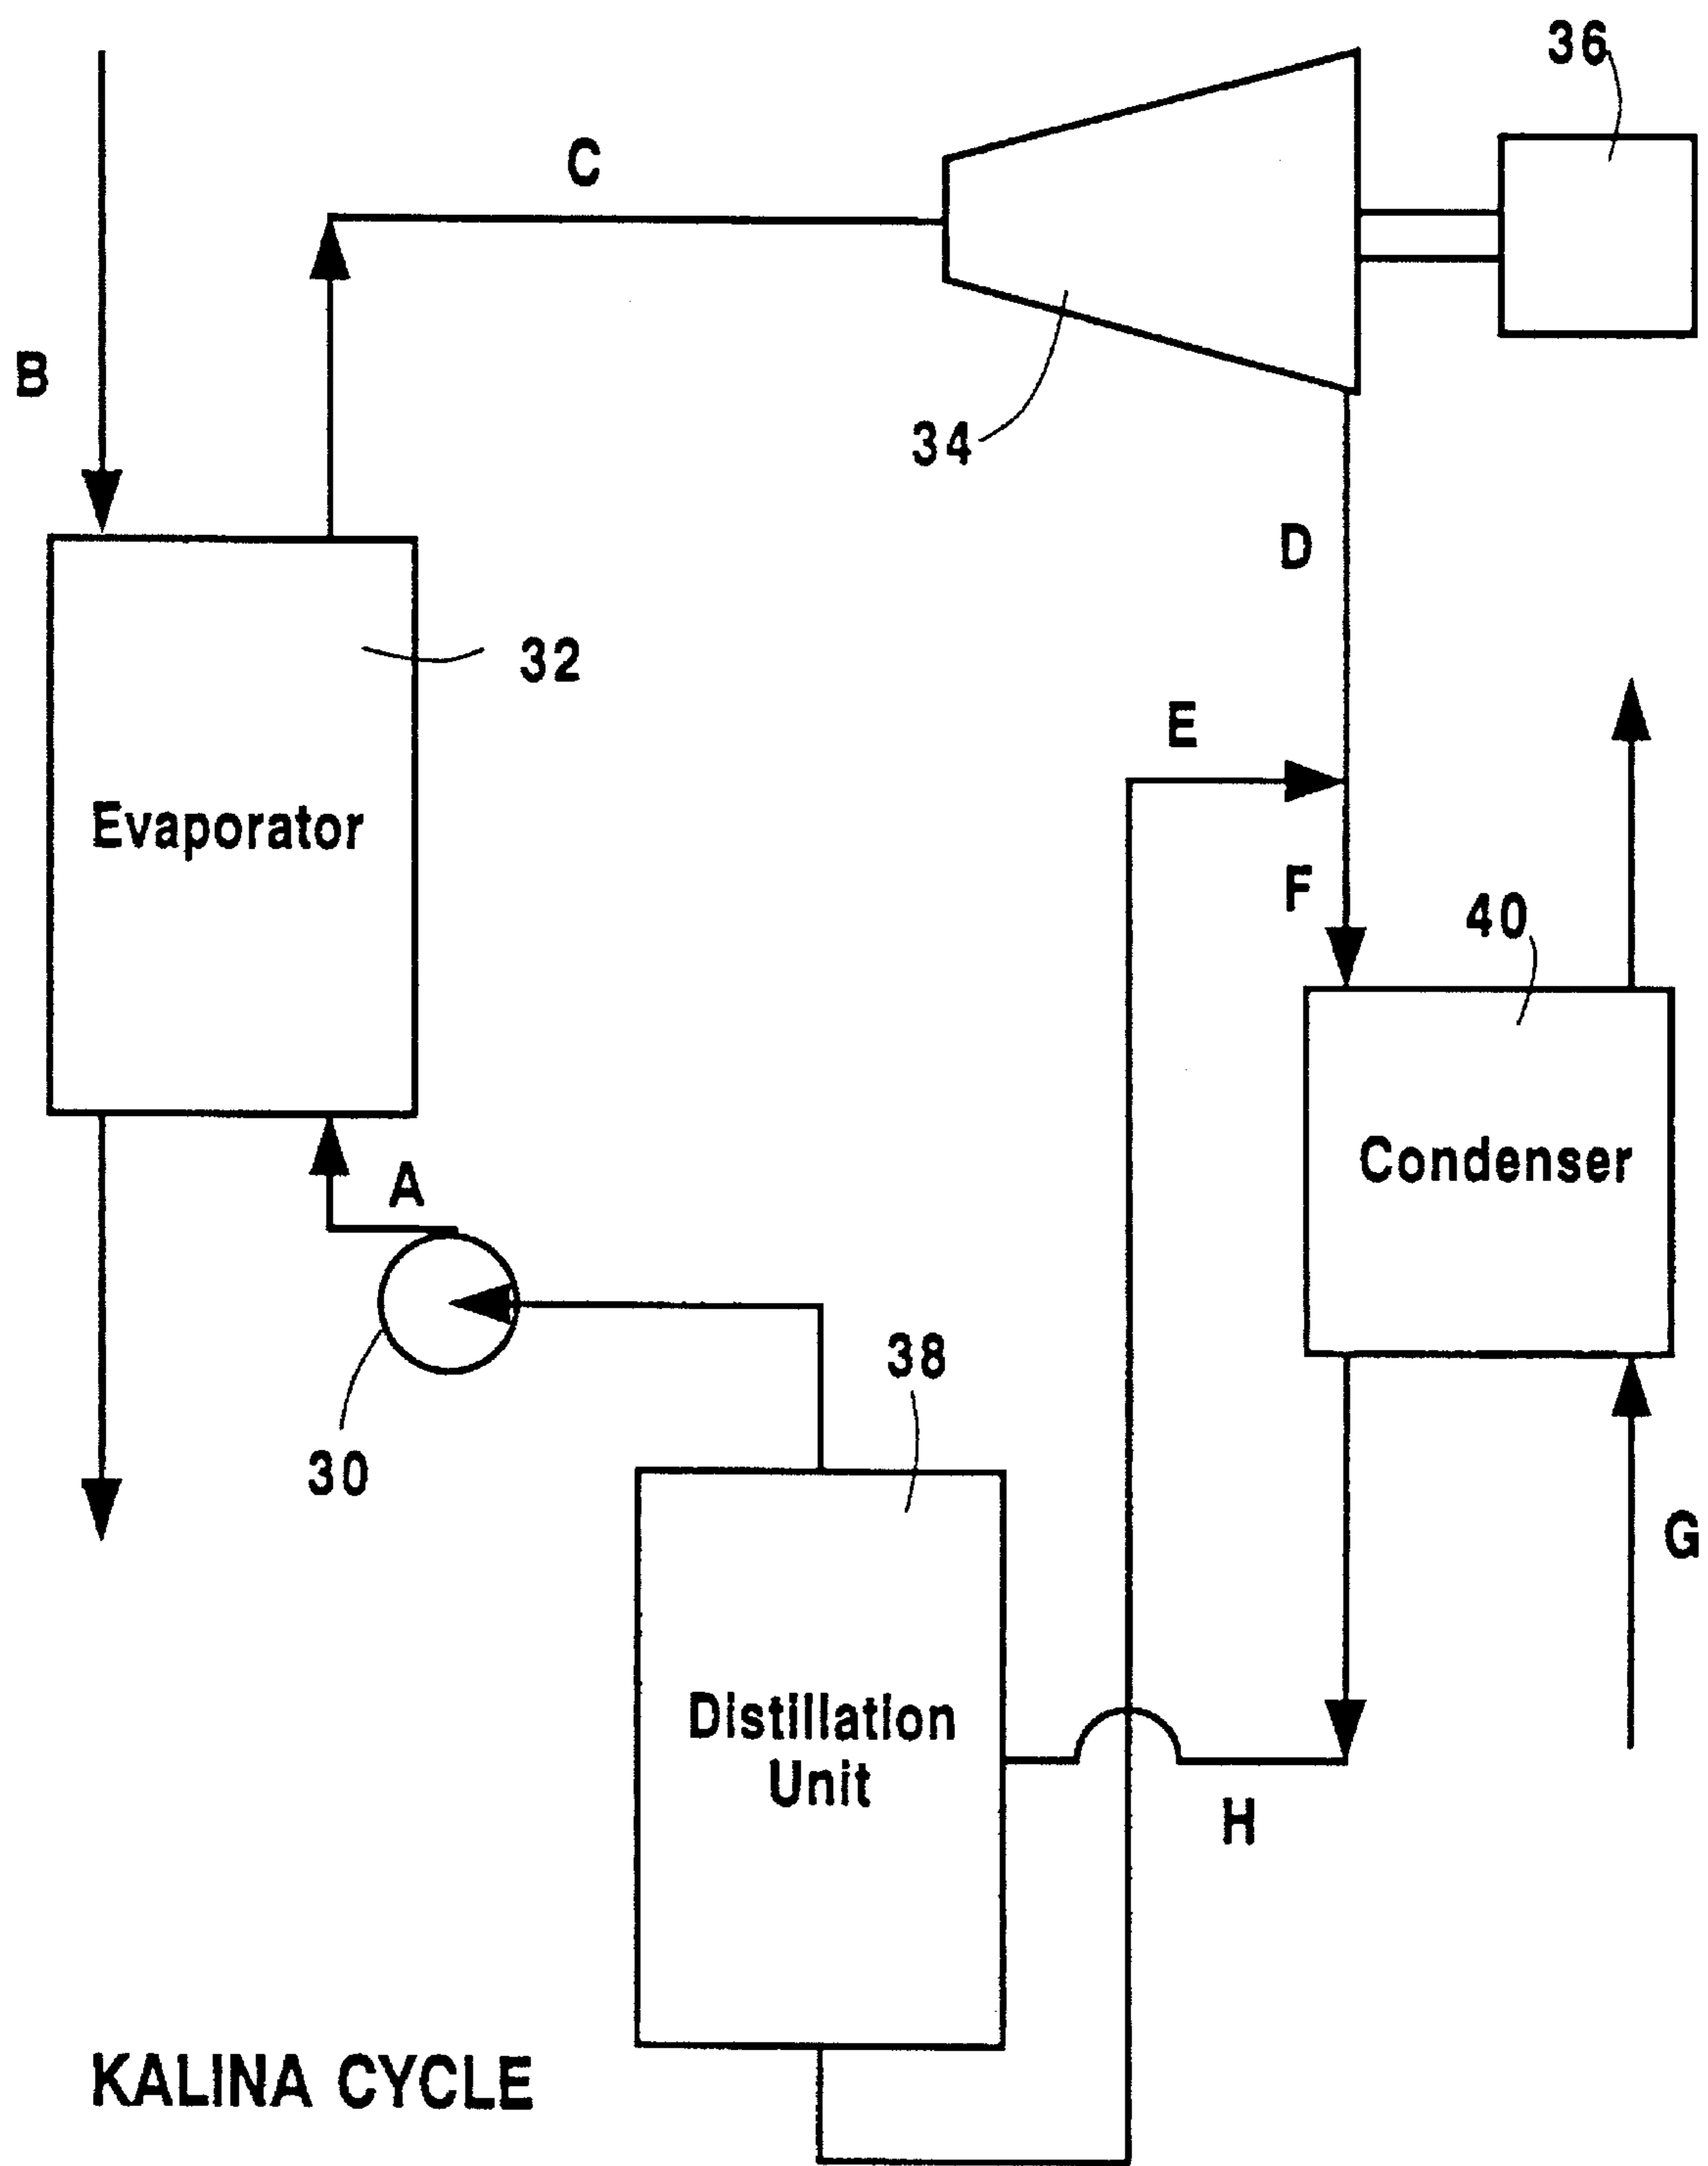 36
C
B
34
D
32
E
Evaporator
F
40
Condenser
A
38
30
G
Distillation
Unit
H
KALINA CYCLE